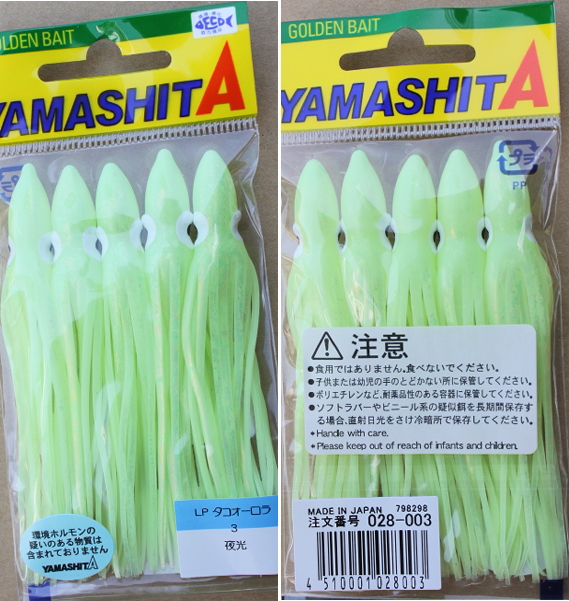 GOLDEN BAIT
ECO
YAMASHITA
環境ホルモンの
疑いのある物質は
含まれておりません
YAMASHITA
LP タコオーロラ
3
夜光
GOLDEN BAIT
YAMASHITA
プラ
PP
注意
●食用ではありません。食べないでください。
●子供または幼児の手のとどかない所に保管してください。
●ポリエチレンなど、耐薬品性のある容器に保管してください。
●ソフトラバーやビニール系の疑似餌を長期間保存す
る場合、直射日光をさけ冷暗所で保存してください。
*Handle with care.
*Please keep out of reach of infants and children.
MADE IN JAPAN 798298
注文番号 028-003
4 510001 028003